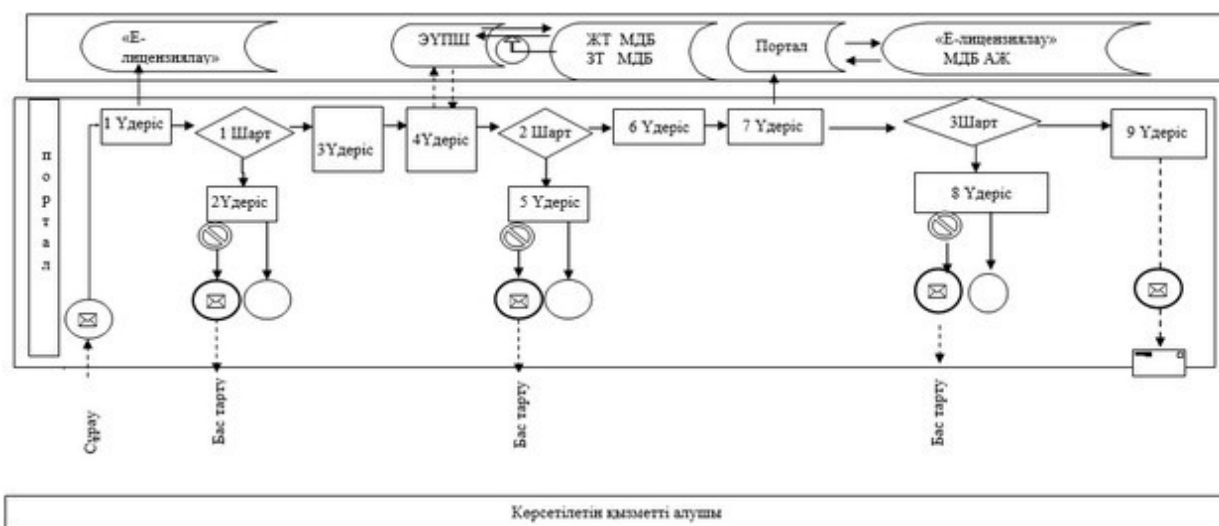 «Е-
лицензиялау»
ЭҮПШ
ЖТ МДБ
ЗТ МДБ
Портал
«Е-лицензиялау»
МДБ АЖ
портал
1 Үдеріс
1 Шарт
3Үдеріс
4Үдеріс
2 Шарт
6 Үдеріс
7 Үдеріс
3Шарт
9 Үдеріс
2Үдеріс
5 Үдеріс
8 Үдеріс
Сұрау
Бас тарту
Бас тарту
Бас тарту
Көрсетілетін қызметті алушы